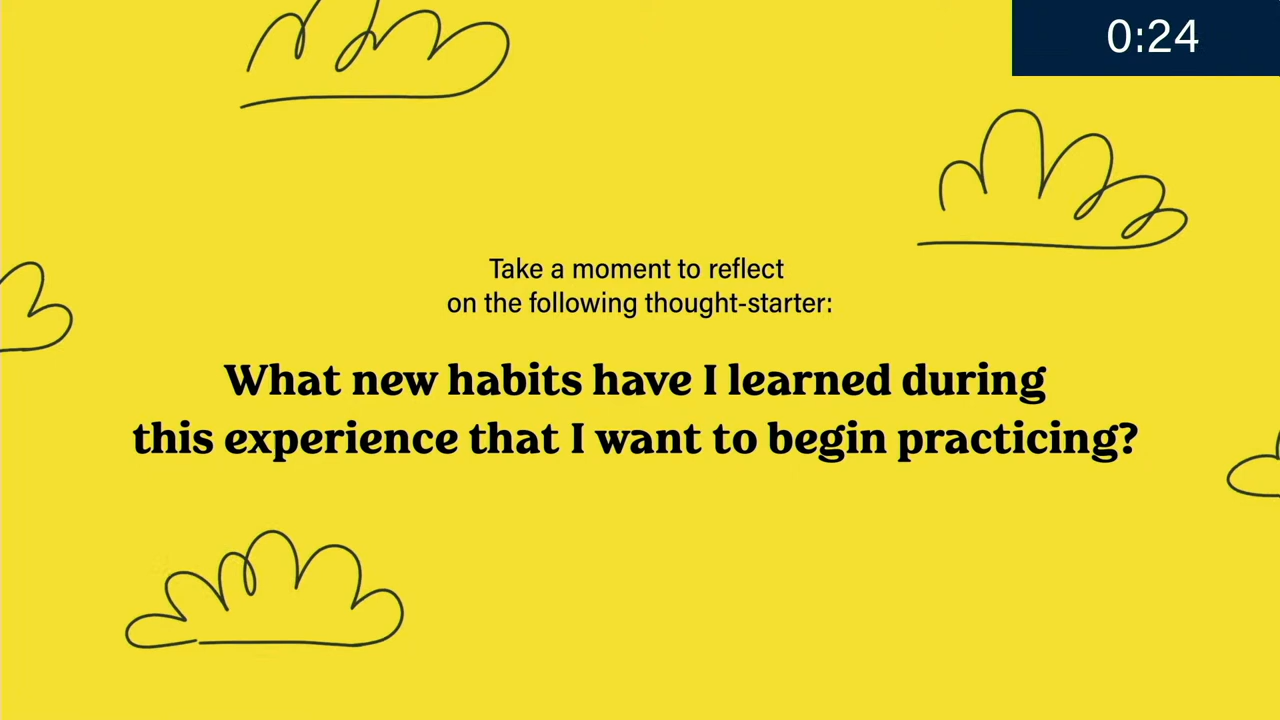 0:24
Take a moment to reflect
on the following thought-starter:
What new habits have I learned during
this experience that I want to begin practicing?